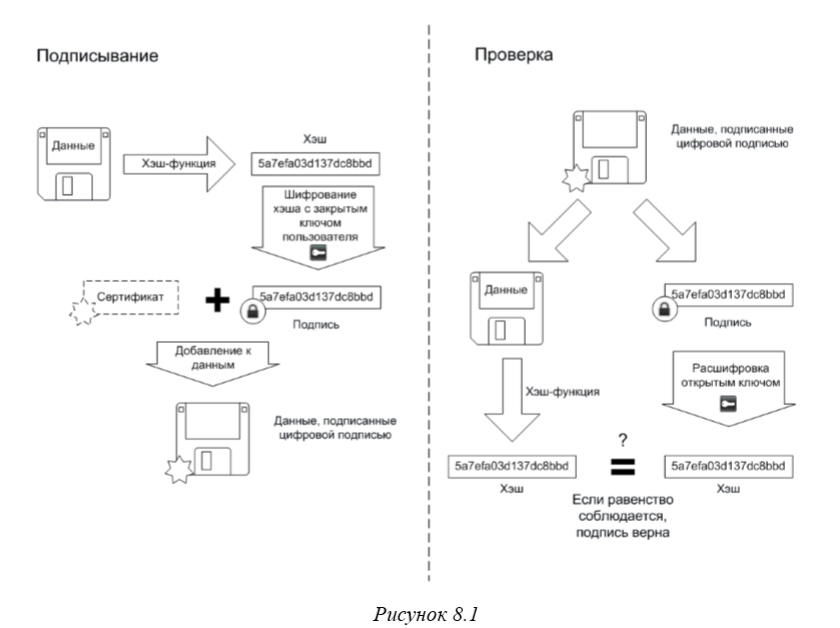 Подписывание
Данные
Хэш-функция
Хэш
5a7efa03d137dc8bbd
Шифрование
хэша с закрытым
ключом
пользователя
Сертификат
+
5a7efa03d137dc8bbd
Подпись
Добавление к
данным
Данные, подписанные
цифровой подписью
Проверка
Данные, подписанные
цифровой подписью
Данные
5a7efa03d137dc8bbd
Подпись
Хэш-функция
Расшифровка
открытым ключом
5a7efa03d137dc8bbd
Хэш
?
=
5a7efa03d137dc8bbd
Хэш
Если равенство
соблюдается,
подпись верна
Рисунок 8.1